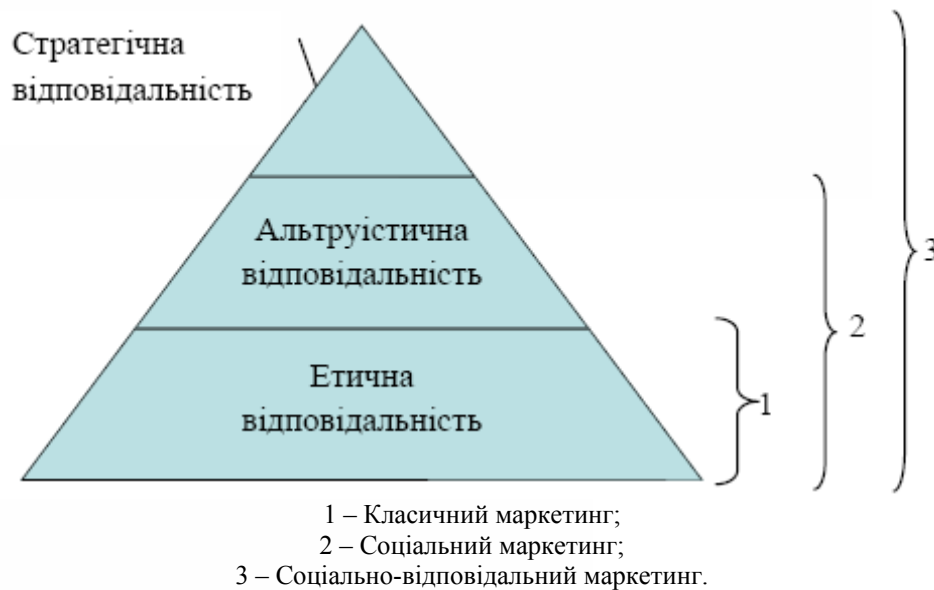 Стратегічна
відповідальність
Альтруїстична
відповідальність
Етична
відповідальність
3
2
1
1 – Класичний маркетинг;
2 – Соціальний маркетинг;
3 – Соціально-відповідальний маркетинг.